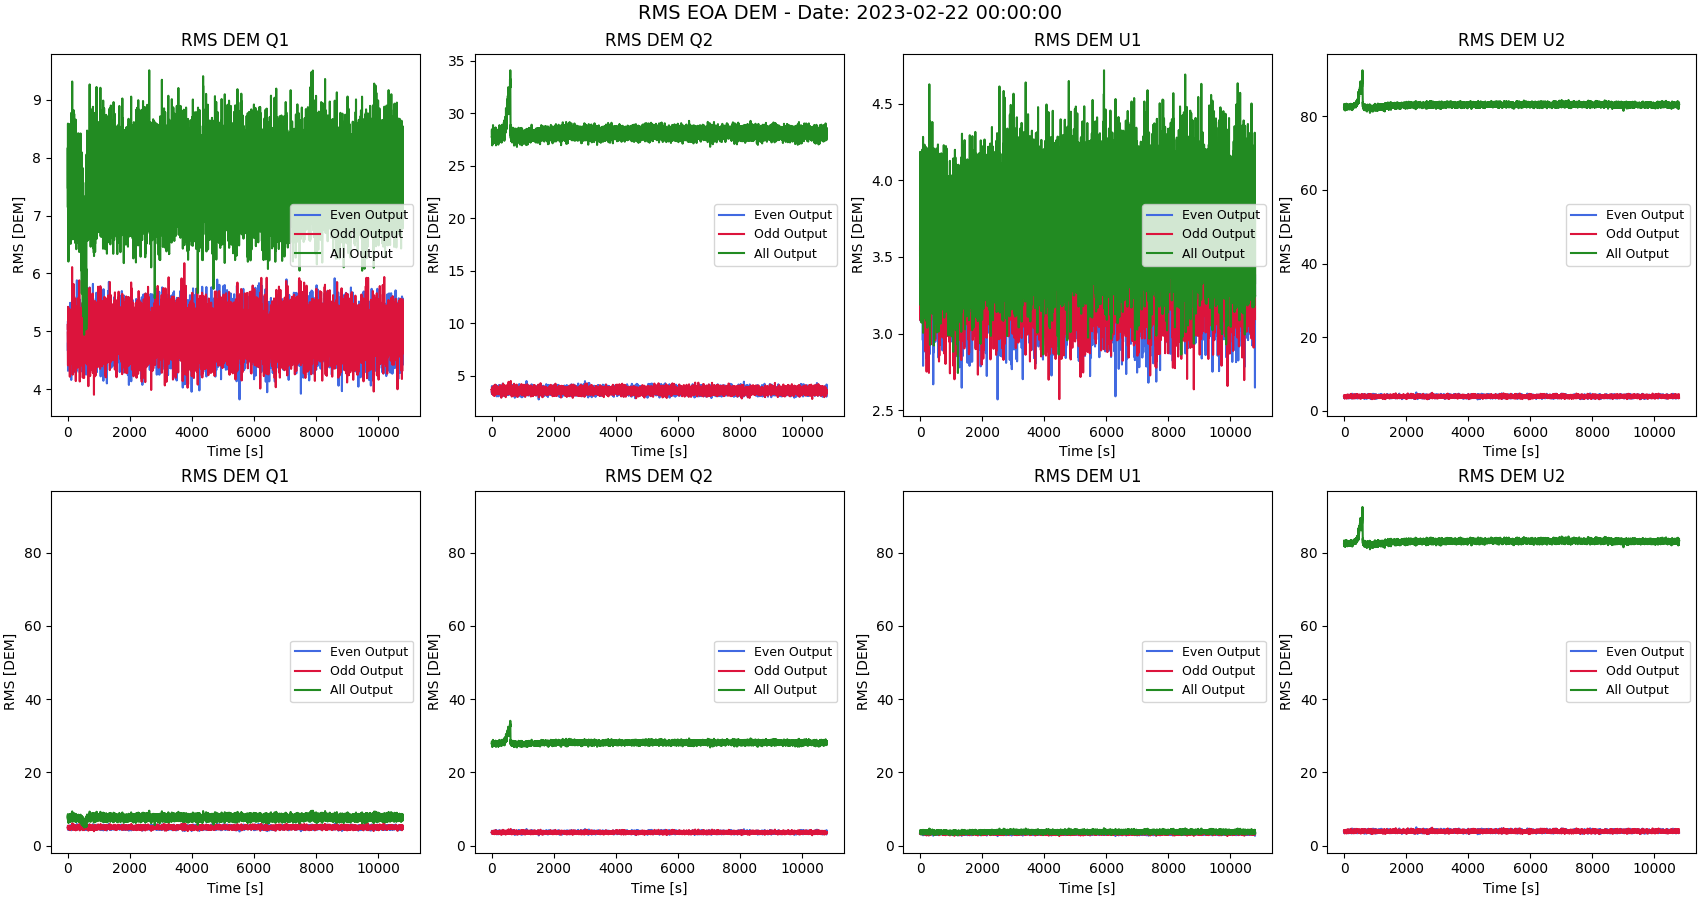 RMS EOA DEM - Date: 2023-02-22 00:00:00
RMS DEM Q1
RMS [DEM]
9
8
7
6
5
4
Even Output
Odd Output
All Output
0 2000 4000 6000 8000 10000
Time [s]
RMS DEM Q2
RMS [DEM]
35
30
25
20
15
10
5
Even Output
Odd Output
All Output
0 2000 4000 6000 8000 10000
Time [s]
RMS DEM U1
RMS [DEM]
4.5
4.0
3.5
3.0
2.5
Even Output
Odd Output
All Output
0 2000 4000 6000 8000 10000
Time [s]
RMS DEM U2
RMS [DEM]
80
60
40
20
0
Even Output
Odd Output
All Output
0 2000 4000 6000 8000 10000
Time [s]
RMS DEM Q1
RMS [DEM]
80
60
40
20
0
Even Output
Odd Output
All Output
0 2000 4000 6000 8000 10000
Time [s]
RMS DEM Q2
RMS [DEM]
80
60
40
20
0
Even Output
Odd Output
All Output
0 2000 4000 6000 8000 10000
Time [s]
RMS DEM U1
RMS [DEM]
80
60
40
20
0
Even Output
Odd Output
All Output
0 2000 4000 6000 8000 10000
Time [s]
RMS DEM U2
RMS [DEM]
80
60
40
20
0
Even Output
Odd Output
All Output
0 2000 4000 6000 8000 10000
Time [s]